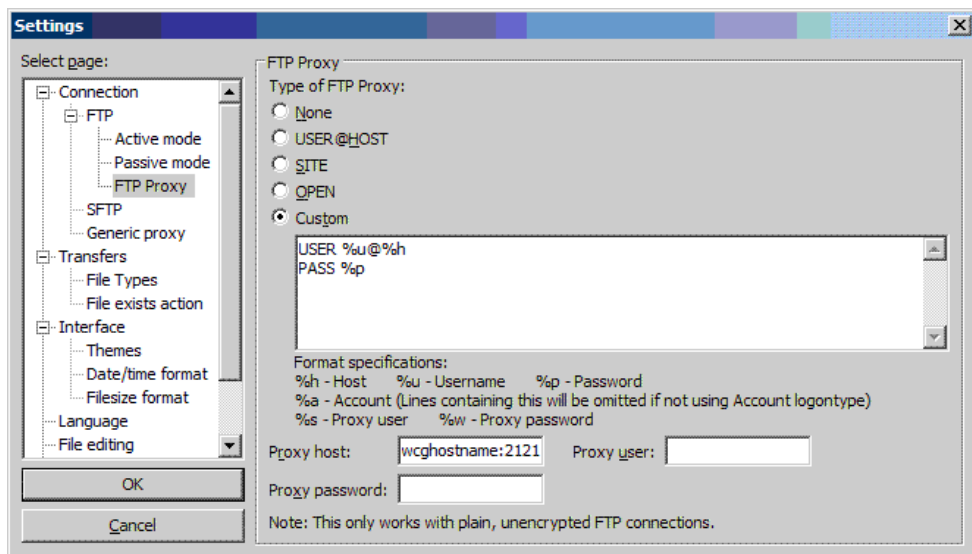 Settings
Select page:
Connection
FTP
Active mode
Passive mode
FTP Proxy
SFTP
Generic proxy
Transfers
File Types
File exists action
Interface
Themes
Date/time format
Filesize format
Language
File editing
OK
Cancel
FTP Proxy
Type of FTP Proxy:
None
USER@HOST
SITE
OPEN
Custom
USER %u@%h
PASS %p
Format specifications:
%h - Host %u - Username %p - Password
%a - Account (Lines containing this will be omitted if not using Account logontype)
%s - Proxy user %w - Proxy password
Proxy host: wcghostname:2121 Proxy user:
Proxy password:
Note: This only works with plain, unencrypted FTP connections.